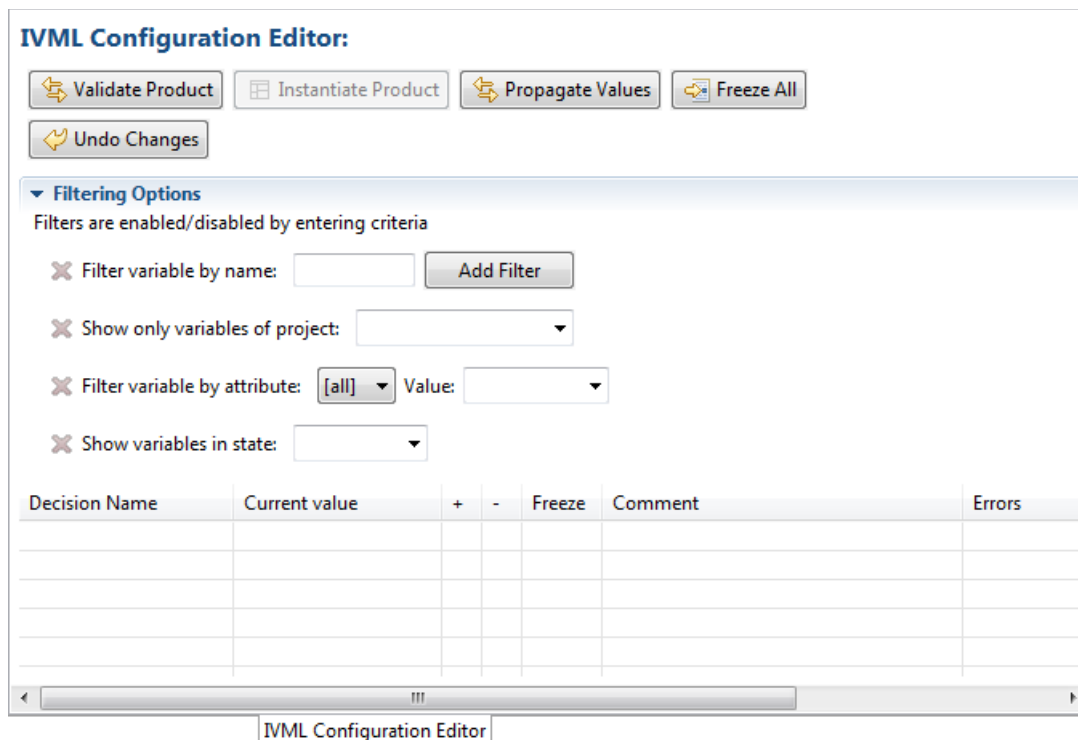 IVML Configuration Editor:
Validate Product Instantiate Product Propagate Values Freeze All
Undo Changes
Filtering Options
Filters are enabled/disabled by entering criteria
Filter variable by name: Add Filter
Show only variables of project:
Filter variable by attribute: [all] Value:
Show variables in state:
Decision Name Current value + - Freeze Comment Errors
IVML Configuration Editor